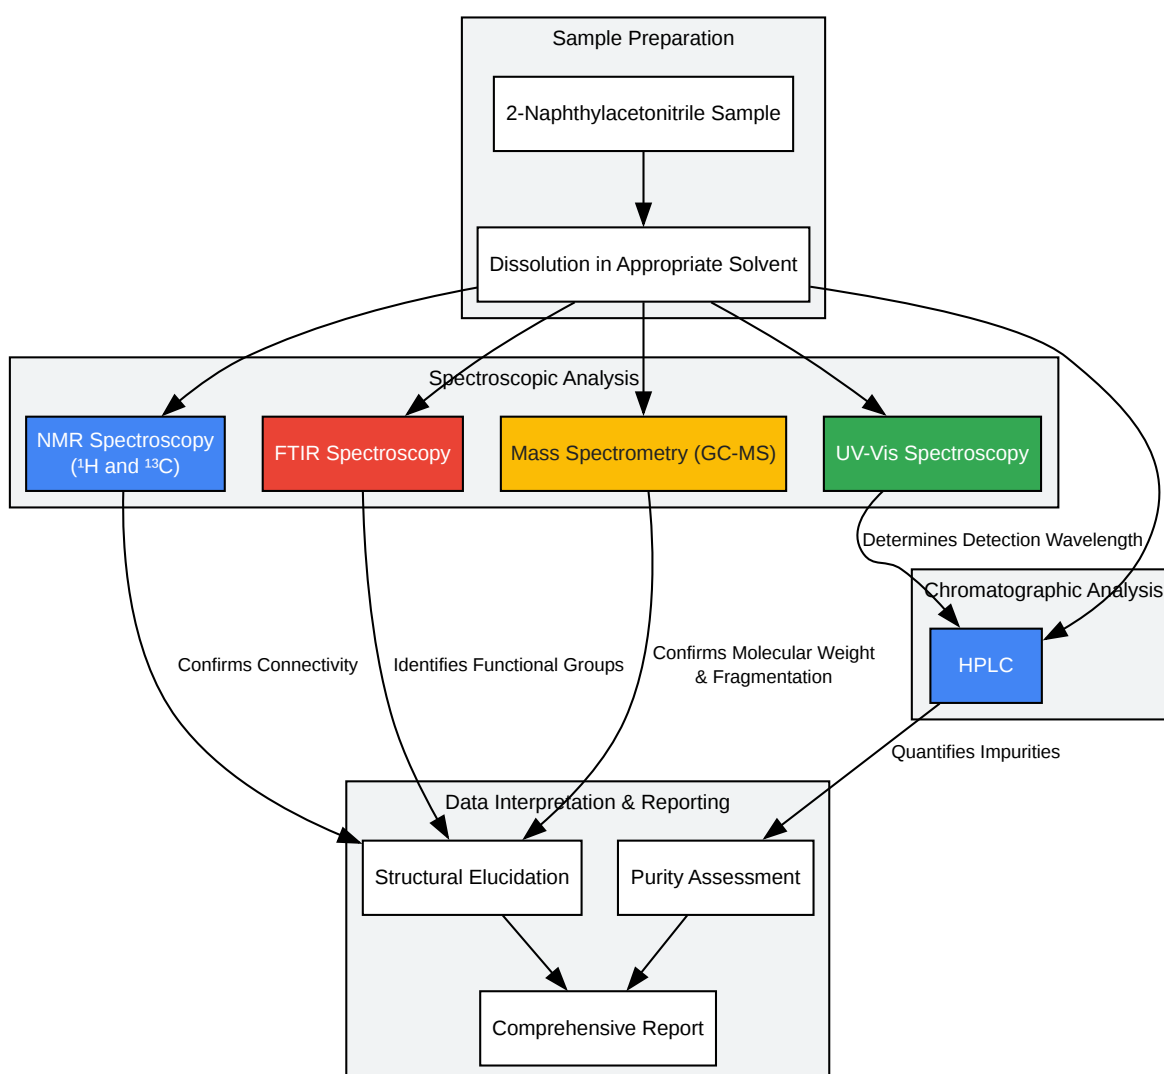 Sample Preparation
2-Naphthylacetonitrile Sample
Dissolution in Appropriate Solvent
Spectroscopic Analysis
NMR Spectroscopy
(¹H and ¹³C)
FTIR Spectroscopy
Mass Spectrometry (GC-MS)
UV-Vis Spectroscopy
Determines Detection Wavelength
Chromatographic Analysis
HPLC
Confirms Connectivity
Identifies Functional Groups
Confirms Molecular Weight
& Fragmentation
Quantifies Impurities
Data Interpretation & Reporting
Structural Elucidation
Purity Assessment
Comprehensive Report